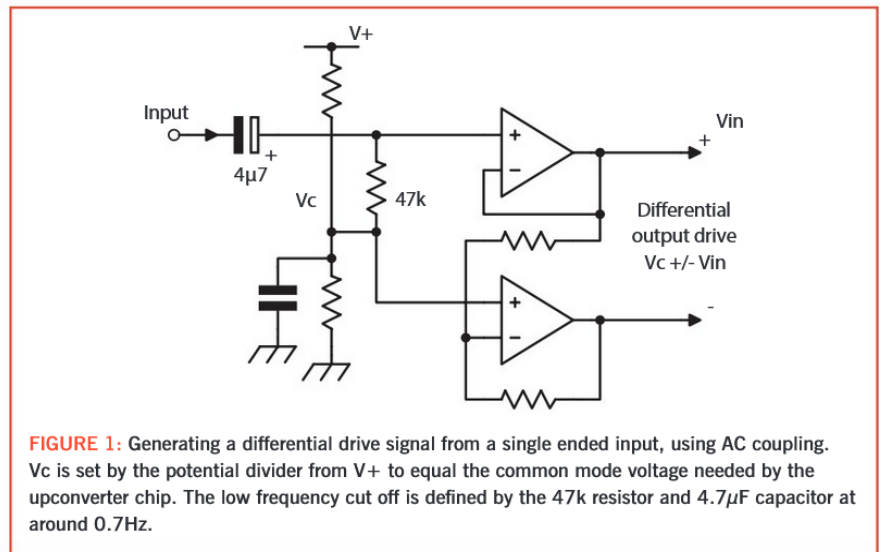 V+
Input
+
4µ7
Vc
47k
+
−
Vin
+
Differential
output drive
Vc +/- Vin
+
−
-
FIGURE 1: Generating a differential drive signal from a single ended input, using AC coupling.
Vc is set by the potential divider from V+ to equal the common mode voltage needed by the
upconverter chip. The low frequency cut off is defined by the 47k resistor and 4.7µF capacitor at
around 0.7Hz.